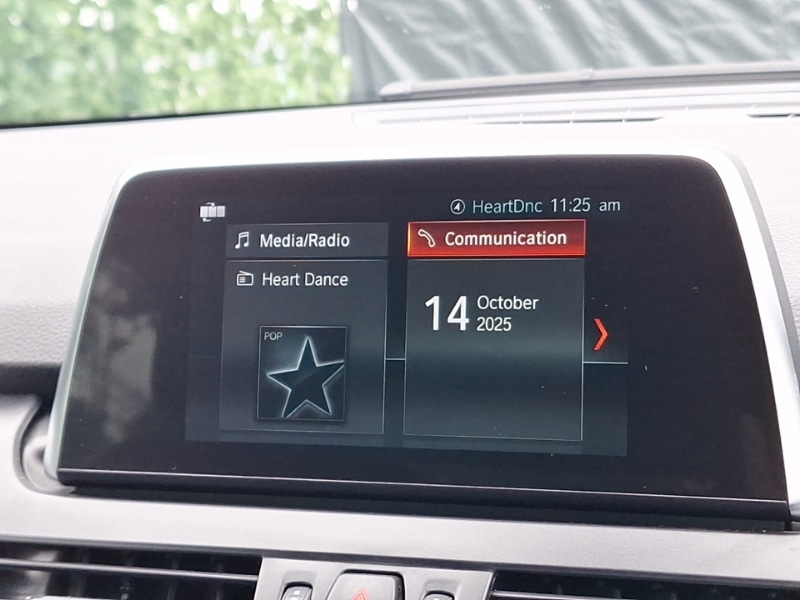 HeartDnc 11:25 am
Media/Radio
Communication
Heart Dance
14 October
2025
POP